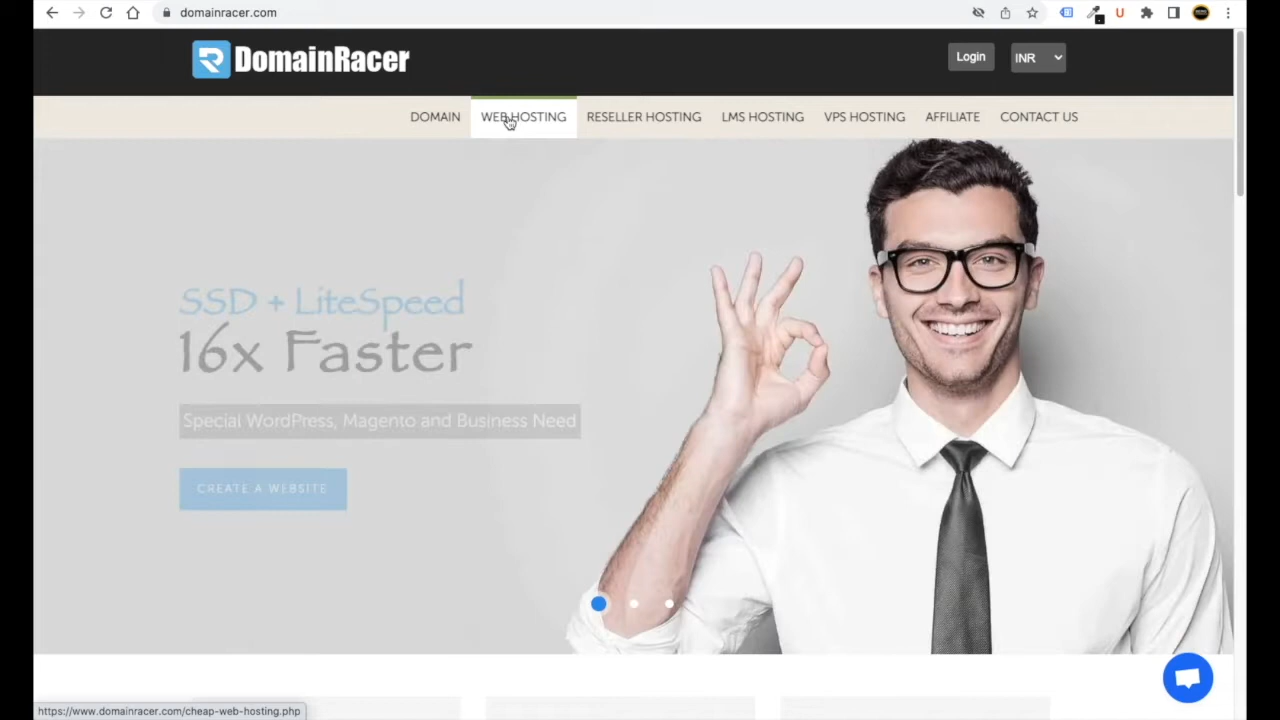 domainracer.com
DomainRacer
Login
INR
DOMAIN
WEB HOSTING
RESELLER HOSTING
LMS HOSTING
VPS HOSTING
AFFILIATE
CONTACT US
SSD + LiteSpeed
16x Faster
Special WordPress, Magento and Business Need
CREATE A WEBSITE
https://www.domainracer.com/cheap-web-hosting.php